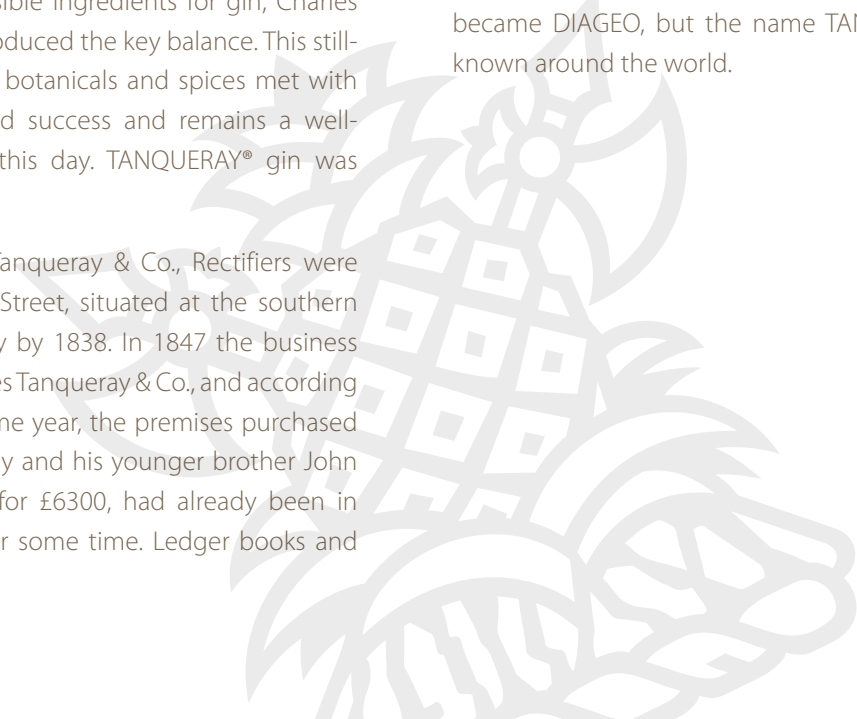 sible ingredients for gin, Charles
oduced the key balance. This still-
botanicals and spices met with
d success and remains a well-
this day. TANQUERAY® gin was
Tanqueray & Co., Rectifiers were
Street, situated at the southern
y by 1838. In 1847 the business
es Tanqueray & Co., and according
me year, the premises purchased
y and his younger brother John
for £6300, had already been in
r some time. Ledger books and
became DIAGEO, but the name TAN
known around the world.